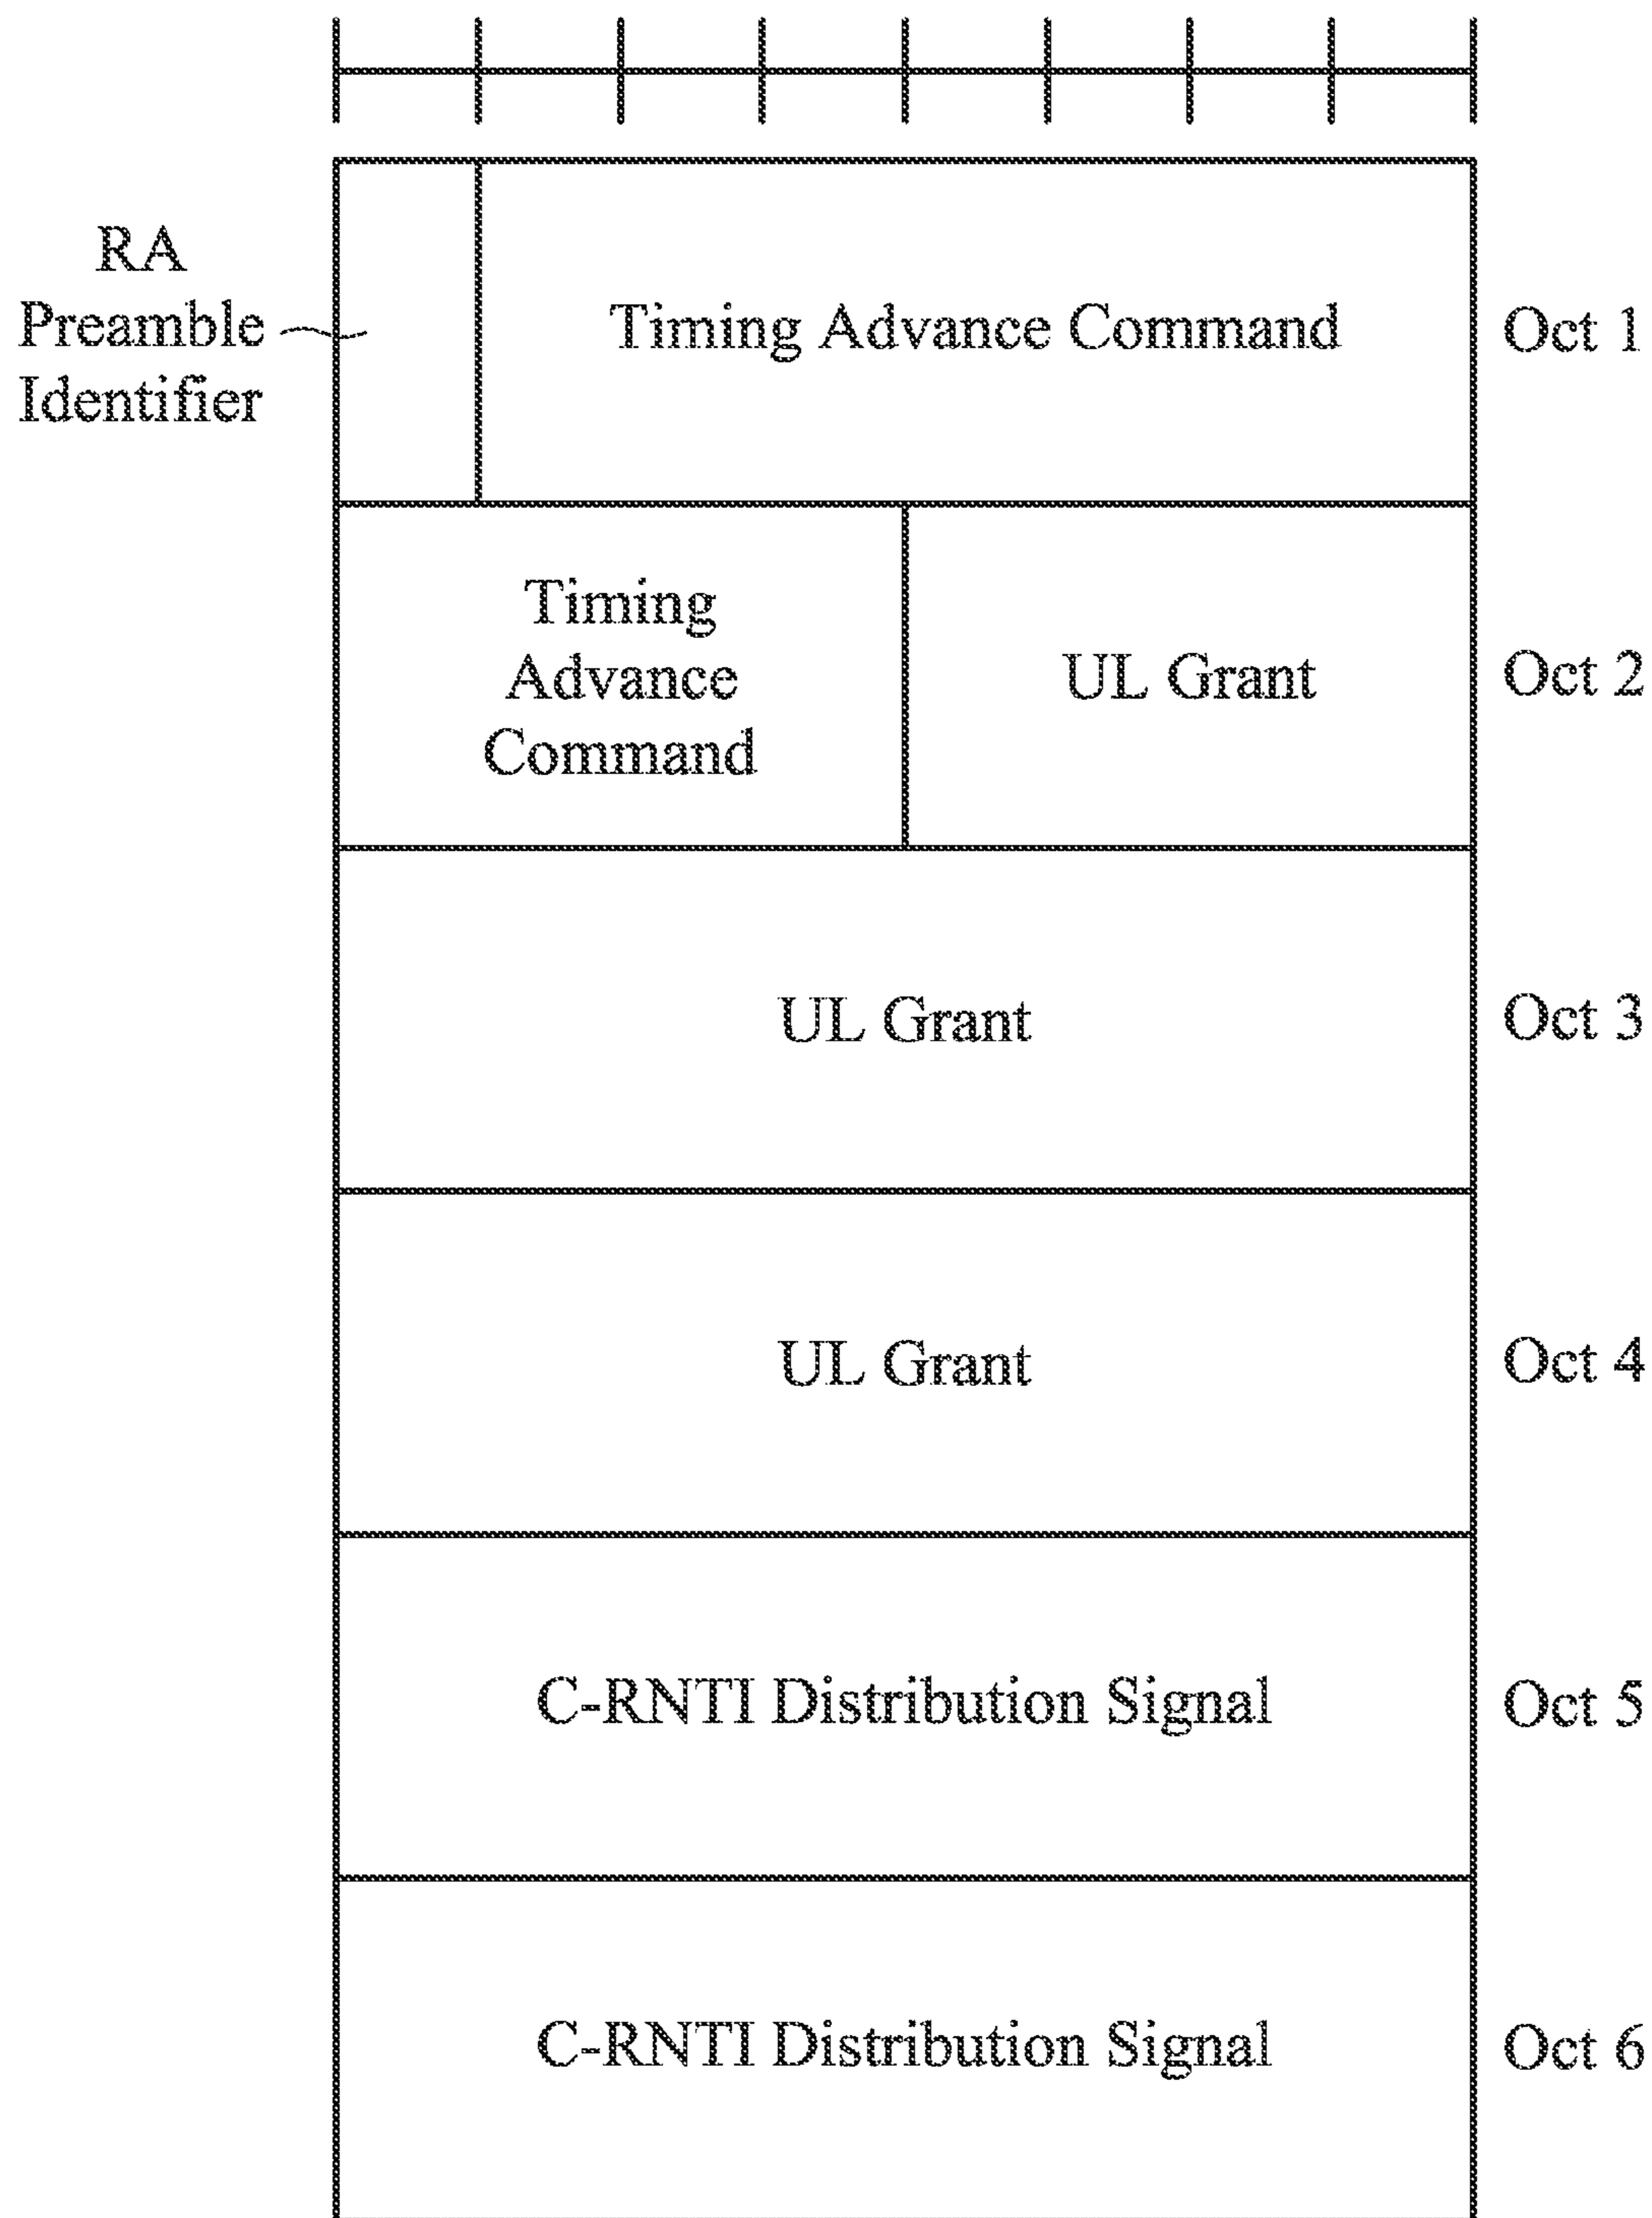 RA
Preamble
Identifier
Timing Advance Command
Oct 1
Timing
Advance
Command
UL Grant
Oct 2
UL Grant
Oct 3
UL Grant
Oct 4
C-RNTI Distribution Signal
Oct 5
C-RNTI Distribution Signal
Oct 6